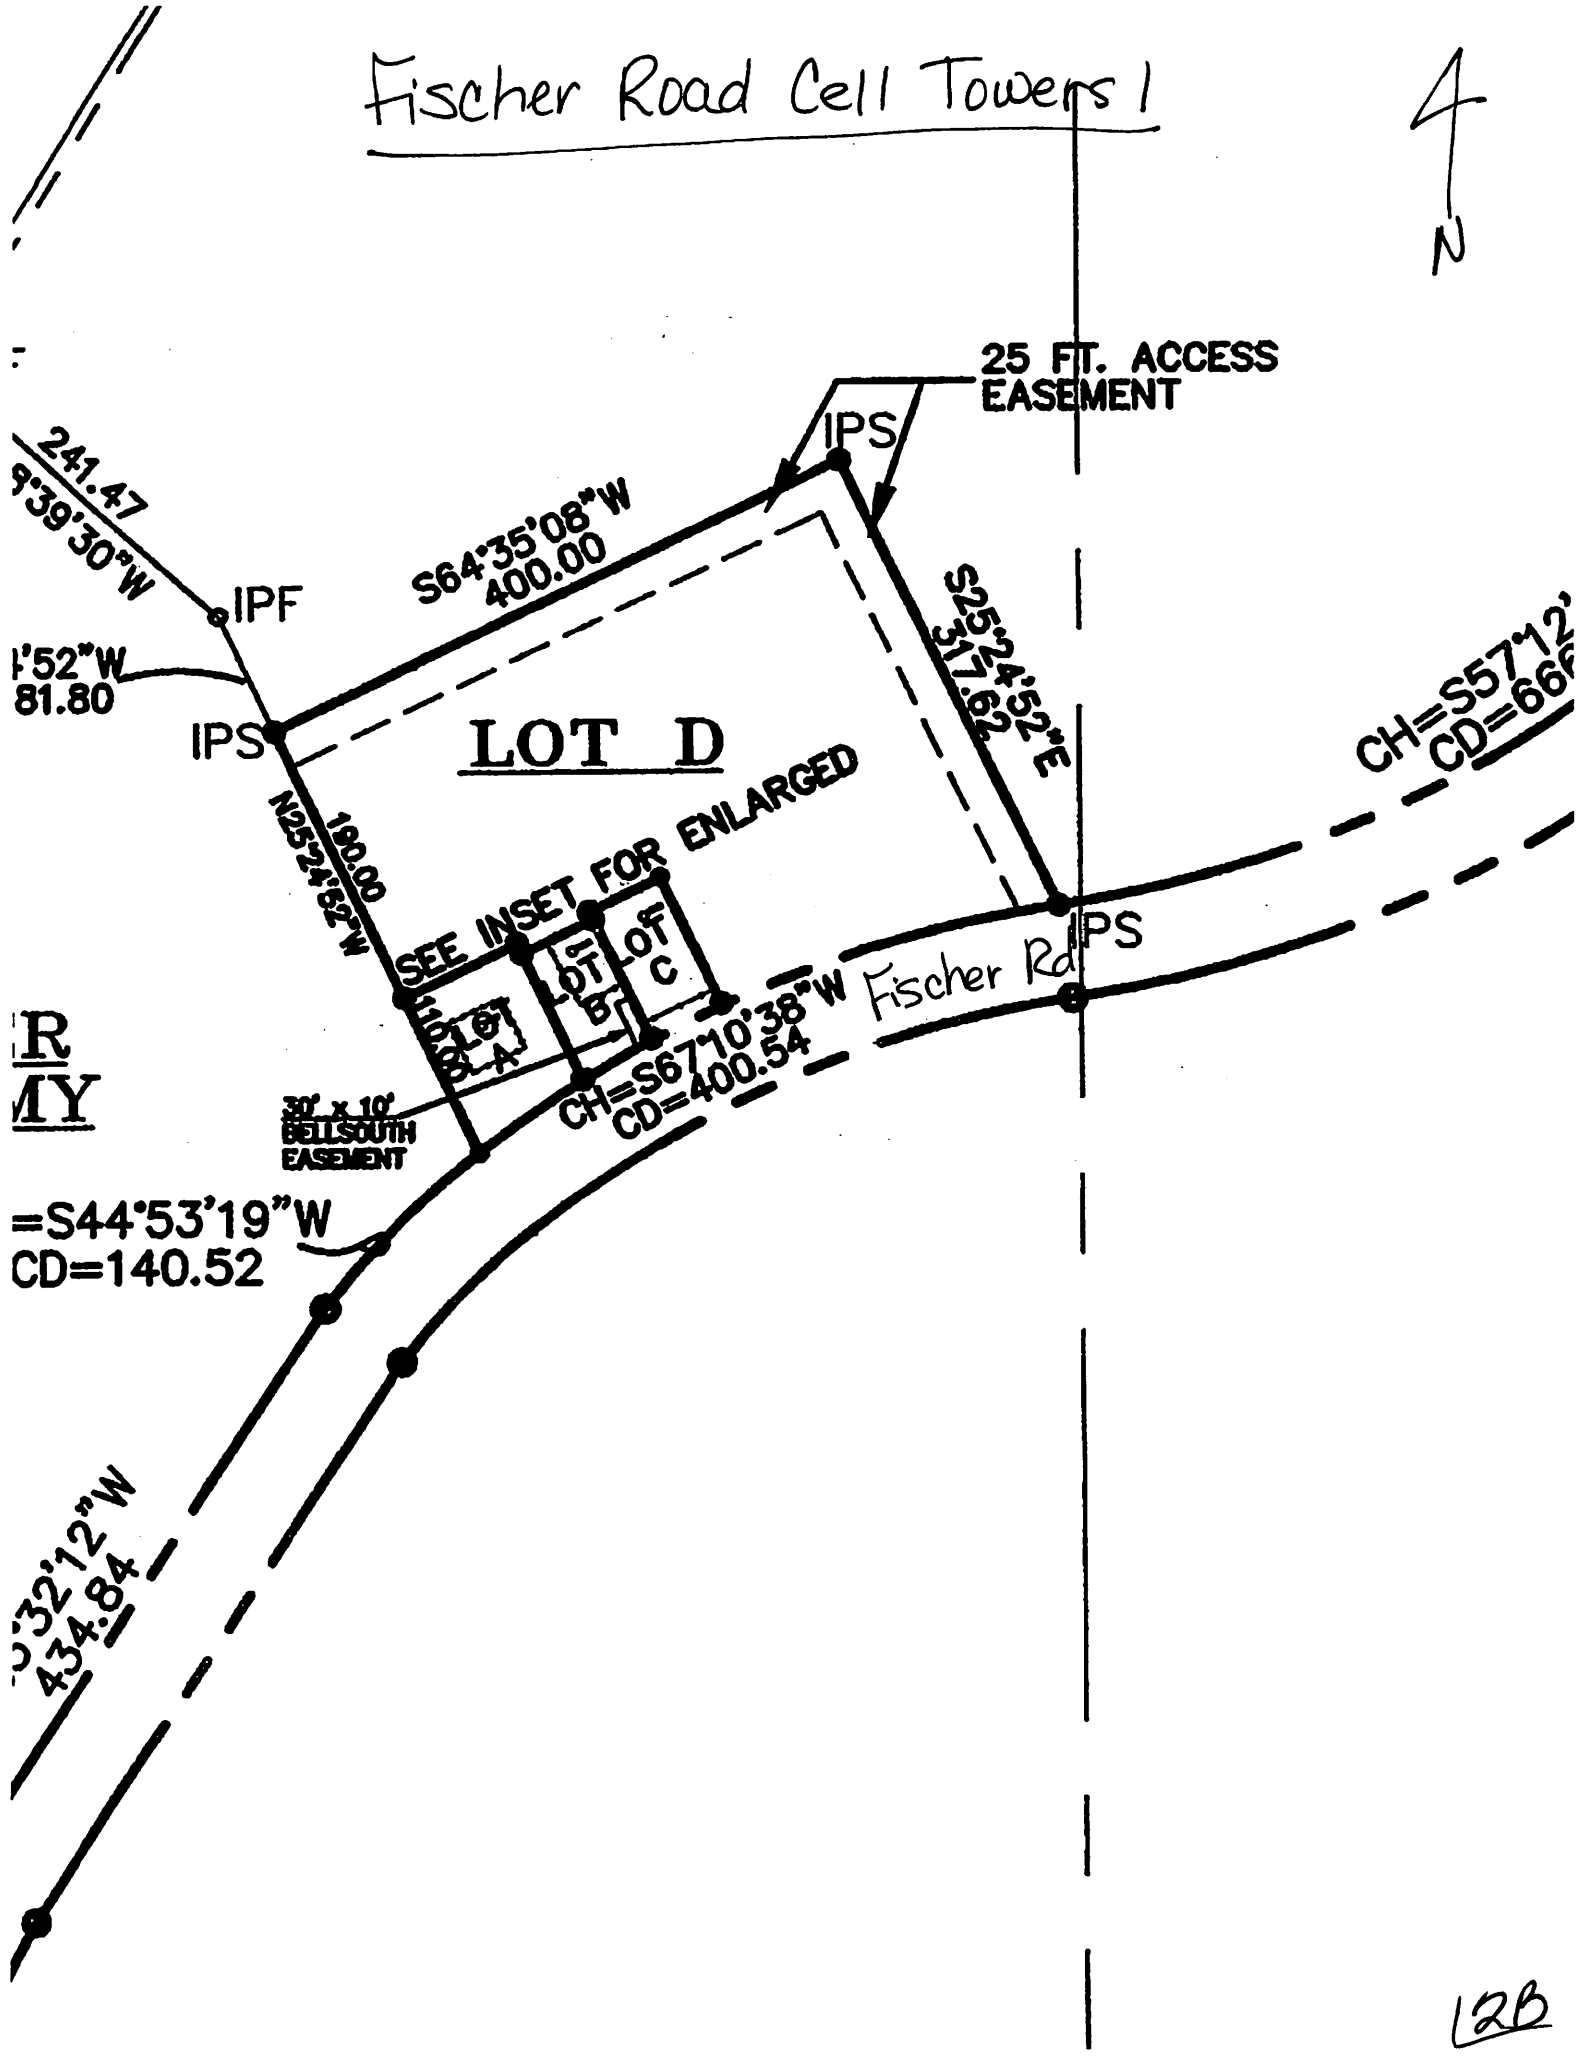 Fischer Road Cell Towers 1
N
25 FT. ACCESS
EASEMENT
IPS
241.47
8°39'30"W
IPF
S64°35'08"W
400.00
'52"W
81.80
IPS
LOT D
S25°24'52"E
317.62
CH=S57°12'
CD=666
N25°24'52"W
190.00
SEE INSET FOR ENLARGED
LOT
A
LOT
B
LOT
C
IPS
Fischer Rd
R
MY
30' x 10'
BELLSOUTH
EASEMENT
CH=S67°10'38"W
CD=400.54
=S44°53'19"W
CD=140.52
°32'12"W
434.84
12B